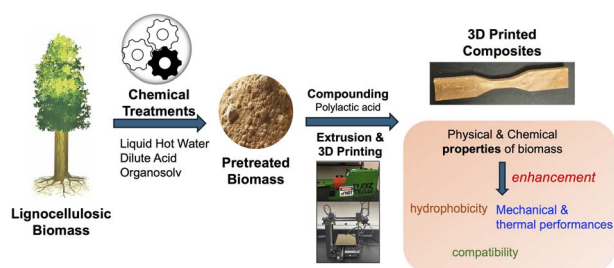 Lignocellulosic
Biomass
Chemical
Treatments
Liquid Hot Water
Dilute Acid
Organosolv
Pretreated
Biomass
Compounding
Polylactic acid
Extrusion &
3D Printing
3D Printed
Composites
Physical & Chemical
properties of biomass
enhancement
hydrophobicity
Mechanical &
thermal performances
compatibility